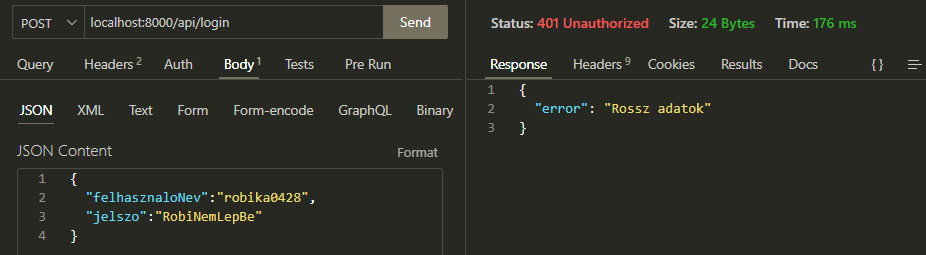 POST localhost:8000/api/login Send
Query Headers 2 Auth Body 1 Tests Pre Run
JSON XML Text Form Form-encode GraphQL Binary
JSON Content Format
1 {
2 "felhasznaloNev":"robika0428",
3 "jelszo":"RobiNemLepBe"
4 }
Status: 401 Unauthorized Size: 24 Bytes Time: 176 ms
Response Headers 9 Cookies Results Docs { }
1 {
2 "error": "Rossz adatok"
3 }